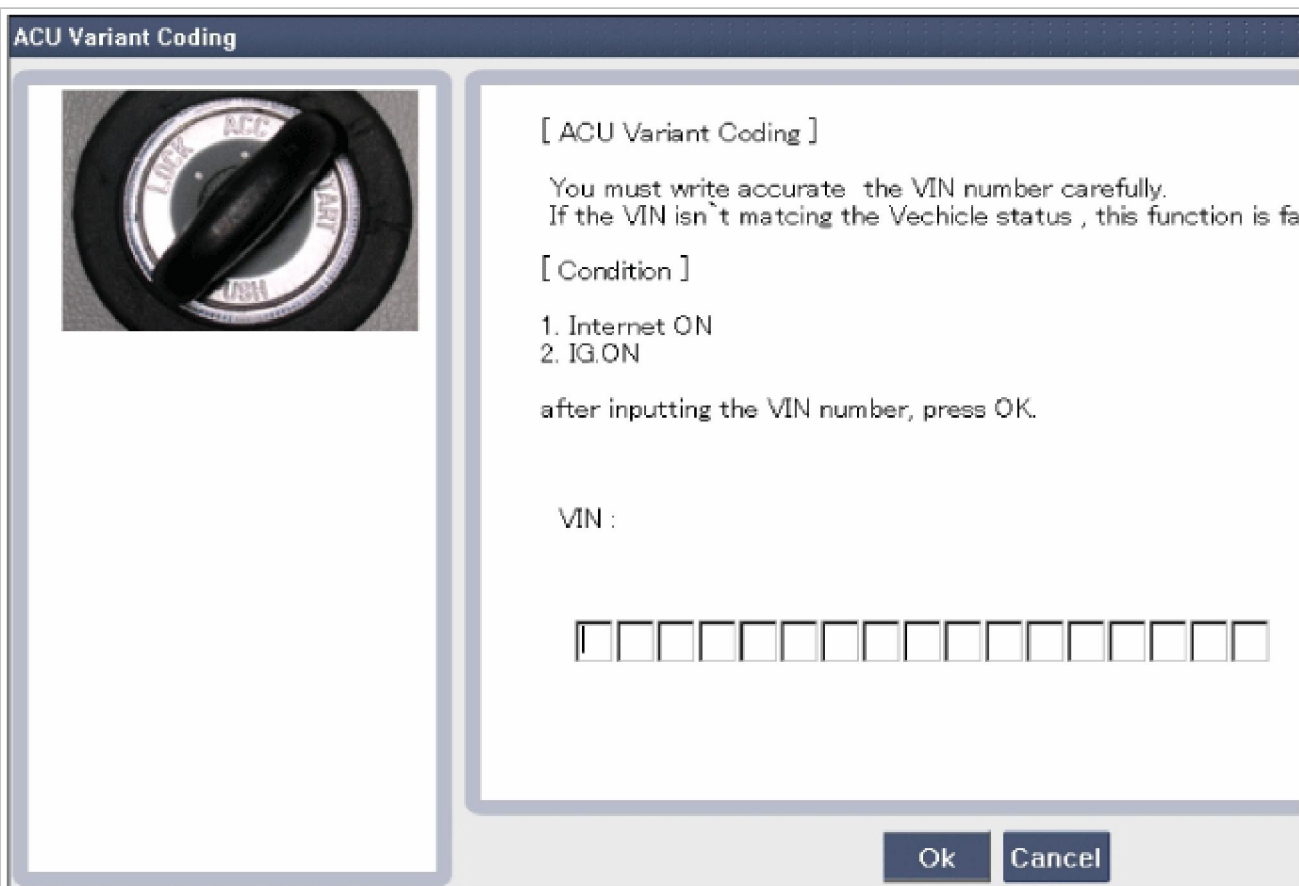 ACU Variant Coding
ACC
LOCK
PUSH
[ ACU Variant Coding ]
You must write accurate the VIN number carefully.
If the VIN isn`t matcing the Vechicle status , this function is
[ Condition ]
1. Internet ON
2. IG.ON
after inputting the VIN number, press OK.
VIN :
Ok
Cancel